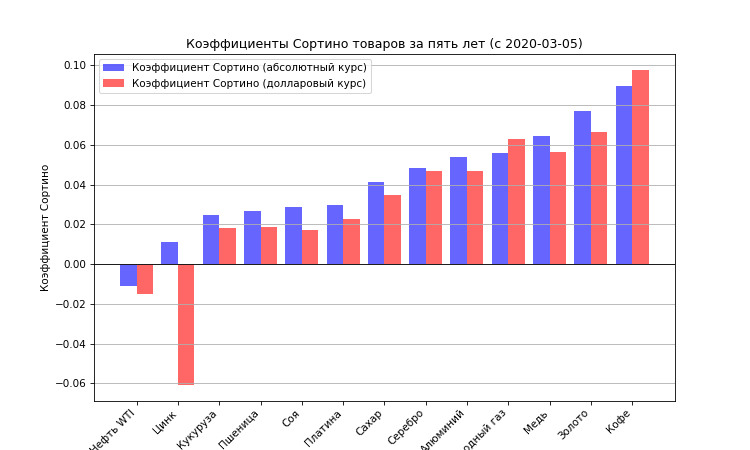 Коэффициенты Сортино товаров за пять лет (с 2020-03-05)
Коэффициент Сортино (абсолютный курс)
Коэффициент Сортино (долларовый курс)
Коэффициент Сортино
0.10
0.08
0.06
0.04
0.02
0.00
−0.02
−0.04
−0.06
Нефть WTI
Цинк
Кукуруза
Пшеница
Соя
Платина
Сахар
Серебро
Алюминий
одный газ
Медь
Золото
Кофе